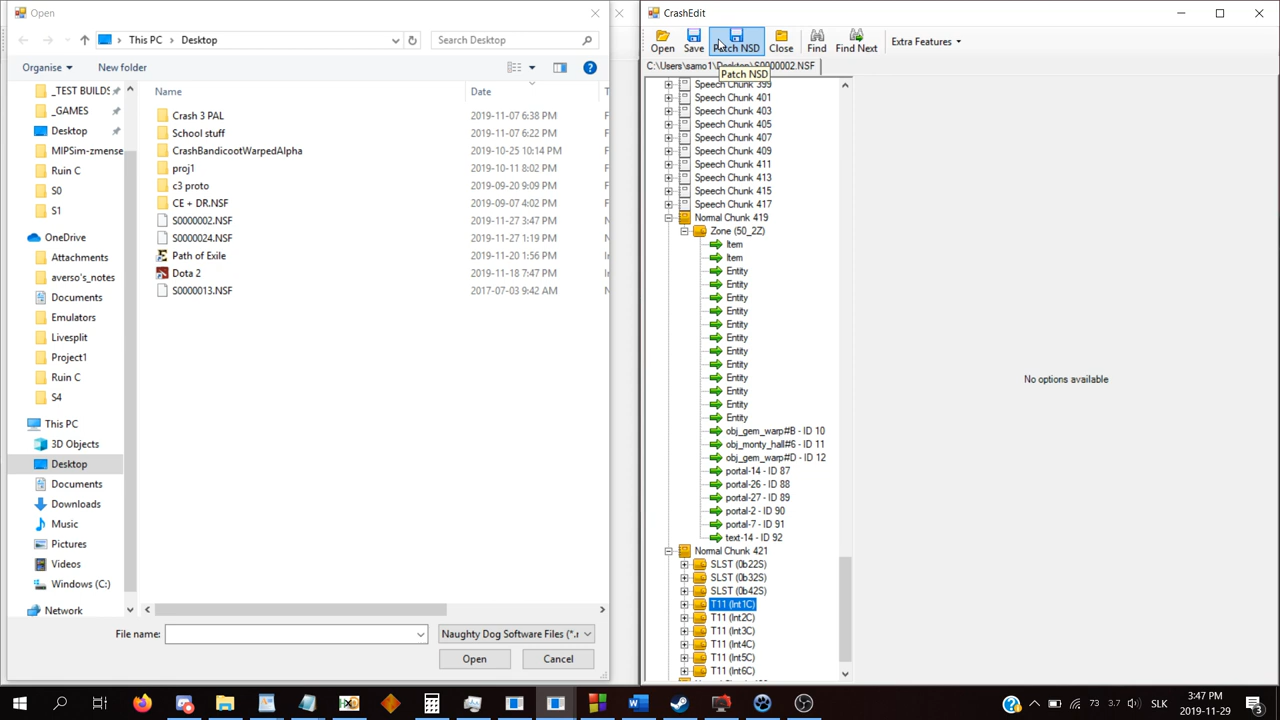 Open
CrashEdit
This PC
Desktop
Search Desktop
Open
Save
Patch NSD
Close
Find
Find Next
Extra Features
Organise
New folder
C:\Users\samo1\Desktop\S0000002.NSF
Patch NSD
Name
Date
_TEST BUILDS
_GAMES
Desktop
MIPSim-zmense
Ruin C
S0
S1
OneDrive
Attachments
averso's_notes
Documents
Emulators
Livesplit
Project1
Ruin C
S4
This PC
3D Objects
Desktop
Documents
Downloads
Music
Pictures
Videos
Windows (C:)
Network
Crash 3 PAL 2019-11-07 6:38 PM F
School stuff 2019-11-07 6:22 PM F
CrashBandicootWarpedAlpha 2019-10-25 10:14 PM F
proj1 2019-10-11 8:02 PM F
c3 proto 2019-09-20 9:09 PM F
CE + DR.NSF 2019-09-07 4:02 PM F
S0000002.NSF 2019-11-27 3:47 PM N
S0000024.NSF 2019-11-27 1:19 PM N
Path of Exile 2019-11-20 1:56 PM In
Dota 2 2019-11-18 7:47 PM In
S0000013.NSF 2017-07-03 9:42 AM N
File name:
Naughty Dog Software Files (*.n
Open
Cancel
Speech Chunk 399
Speech Chunk 401
Speech Chunk 403
Speech Chunk 405
Speech Chunk 407
Speech Chunk 409
Speech Chunk 411
Speech Chunk 413
Speech Chunk 415
Speech Chunk 417
Normal Chunk 419
Zone (50_2Z)
Item
Item
Entity
Entity
Entity
Entity
Entity
Entity
Entity
Entity
Entity
Entity
Entity
Entity
obj_gem_warp#B - ID 10
obj_monty_hall#6 - ID 11
obj_gem_warp#D - ID 12
portal-14 - ID 87
portal-26 - ID 88
portal-27 - ID 89
portal-2 - ID 90
portal-7 - ID 91
text-14 - ID 92
Normal Chunk 421
SLST (0b22S)
SLST (0b32S)
SLST (0b42S)
T11 (Int1C)
T11 (Int2C)
T11 (Int3C)
T11 (Int4C)
T11 (Int5C)
T11 (Int6C)
No options available
73
3.7
SLK
3:47 PM
2019-11-29
3